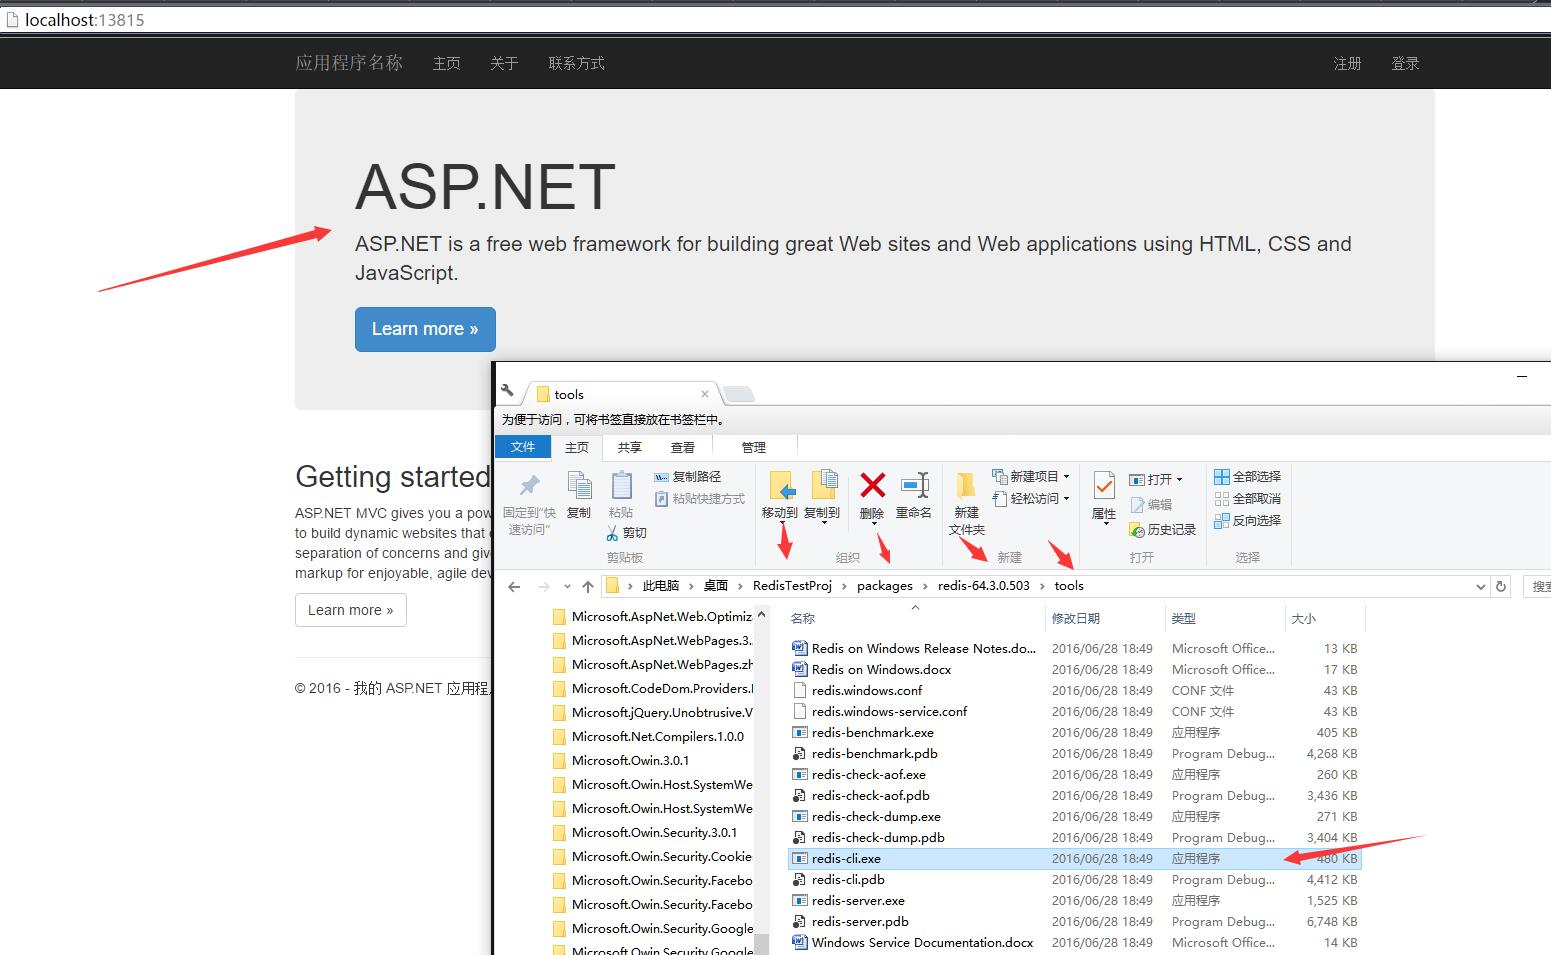 localhost:13815
应用程序名称 主页 关于 联系方式 注册 登录
ASP.NET
ASP.NET is a free web framework for building great Web sites and Web applications using HTML, CSS and
JavaScript.
Learn more »
Getting started
ASP.NET MVC gives you a pow
to build dynamic websites that
separation of concerns and give
markup for enjoyable, agile dev
Learn more »
© 2016 - 我的 ASP.NET 应用程
tools
为便于访问，可将书签直接放在书签栏中。
文件 主页 共享 查看 管理
固定到“快
速访问”
复制
粘贴
复制路径
粘贴快捷方式
剪切
剪贴板
移动到 复制到 删除 重命名
组织
新建
文件夹
新建项目
轻松访问
新建
属性
打开
编辑
历史记录
打开
全部选择
全部取消
反向选择
选择
此电脑 桌面 RedisTestProj packages redis-64.3.0.503 tools 搜
Microsoft.AspNet.Web.Optimiz
Microsoft.AspNet.WebPages.3..
Microsoft.AspNet.WebPages.zh
Microsoft.CodeDom.Providers.
Microsoft.jQuery.Unobtrusive.V
Microsoft.Net.Compilers.1.0.0
Microsoft.Owin.3.0.1
Microsoft.Owin.Host.SystemWe
Microsoft.Owin.Host.SystemWe
Microsoft.Owin.Security.3.0.1
Microsoft.Owin.Security.Cookie
Microsoft.Owin.Security.Facebo
Microsoft.Owin.Security.Facebo
Microsoft.Owin.Security.Google
Microsoft.Owin.Security.Google
名称 修改日期 类型 大小
Redis on Windows Release Notes.do... 2016/06/28 18:49 Microsoft Office... 13 KB
Redis on Windows.docx 2016/06/28 18:49 Microsoft Office... 17 KB
redis.windows.conf 2016/06/28 18:49 CONF 文件 43 KB
redis.windows-service.conf 2016/06/28 18:49 CONF 文件 43 KB
redis-benchmark.exe 2016/06/28 18:49 应用程序 405 KB
redis-benchmark.pdb 2016/06/28 18:49 Program Debug... 4,268 KB
redis-check-aof.exe 2016/06/28 18:49 应用程序 260 KB
redis-check-aof.pdb 2016/06/28 18:49 Program Debug... 3,436 KB
redis-check-dump.exe 2016/06/28 18:49 应用程序 271 KB
redis-check-dump.pdb 2016/06/28 18:49 Program Debug... 3,404 KB
redis-cli.exe 2016/06/28 18:49 应用程序 480 KB
redis-cli.pdb 2016/06/28 18:49 Program Debug... 4,412 KB
redis-server.exe 2016/06/28 18:49 应用程序 1,525 KB
redis-server.pdb 2016/06/28 18:49 Program Debug... 6,748 KB
Windows Service Documentation.docx 2016/06/28 18:49 Microsoft Office... 14 KB